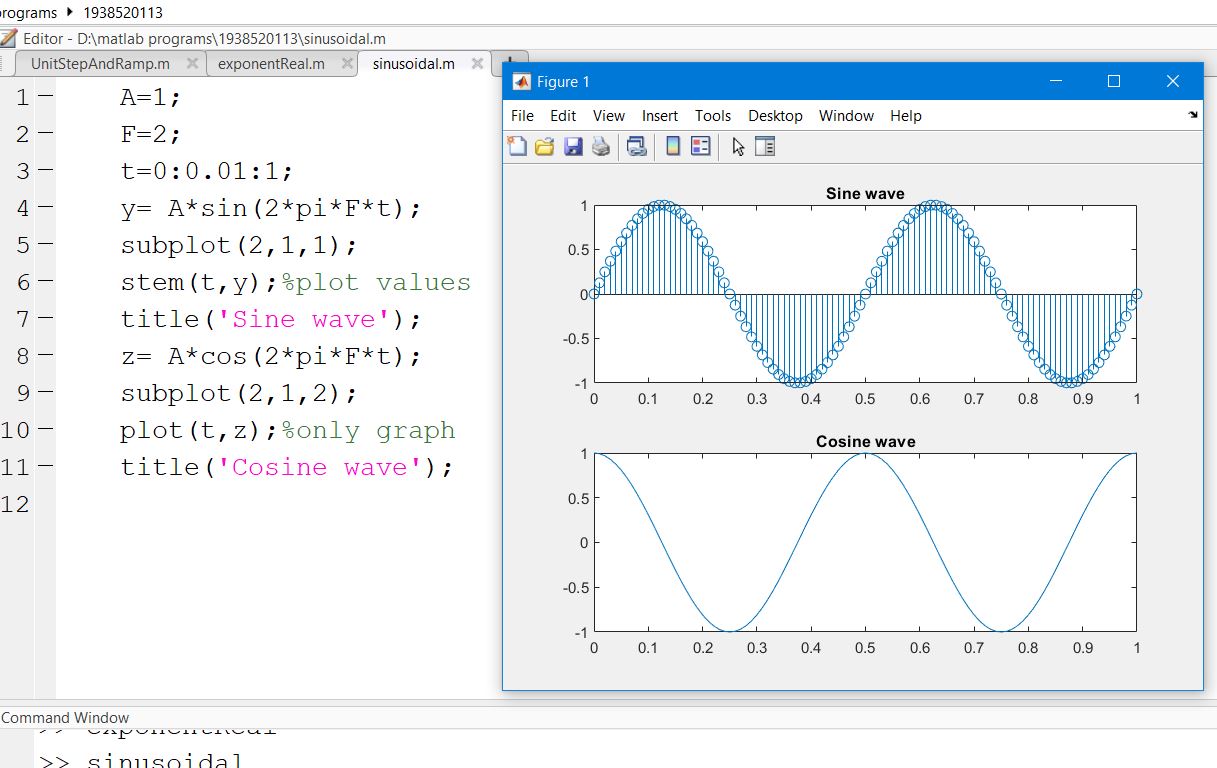 rograms ▸ 1938520113
Editor - D:\matlab programs\1938520113\sinusoidal.m
UnitStepAndRamp.m × exponentReal.m × sinusoidal.m × +
1 – A=1;
2 – F=2;
3 – t=0:0.01:1;
4 – y= A*sin(2*pi*F*t);
5 – subplot(2,1,1);
6 – stem(t,y);%plot values
7 – title('Sine wave');
8 – z= A*cos(2*pi*F*t);
9 – subplot(2,1,2);
10 – plot(t,z);%only graph
11 – title('Cosine wave');
12
Figure 1
File Edit View Insert Tools Desktop Window Help
Sine wave
1
0.5
0
-0.5
-1
0 0.1 0.2 0.3 0.4 0.5 0.6 0.7 0.8 0.9 1
Cosine wave
1
0.5
0
-0.5
-1
0 0.1 0.2 0.3 0.4 0.5 0.6 0.7 0.8 0.9 1
Command Window
>> exponentReal
>> sinusoidal